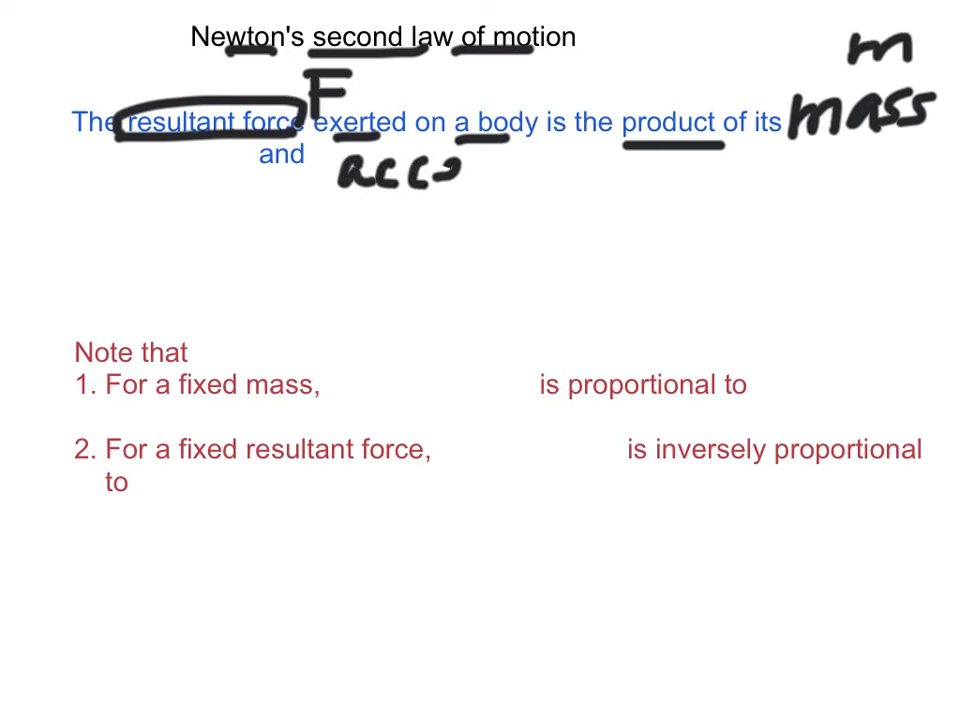 Newton's second law of motion
m
F
The resultant force exerted on a body is the product of its mass
and acc
Note that
1. For a fixed mass, is proportional to
2. For a fixed resultant force, is inversely proportional
to